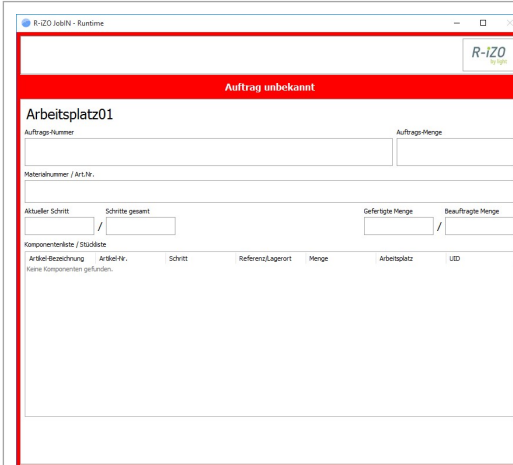 R-iZO JobIN - Runtime
R-iZO
by light
Auftrag unbekannt
Arbeitsplatz01
Auftrags-Nummer Auftrags-Menge
Materialnummer / Art.Nr.
Aktueller Schritt Schritte gesamt Gefertigte Menge Beauftragte Menge
/ /
Komponentenliste / Stückliste
Artikel-Bezeichnung Artikel-Nr. Schritt Referenz/Lagerort Menge Arbeitsplatz UID
Keine Komponenten gefunden.